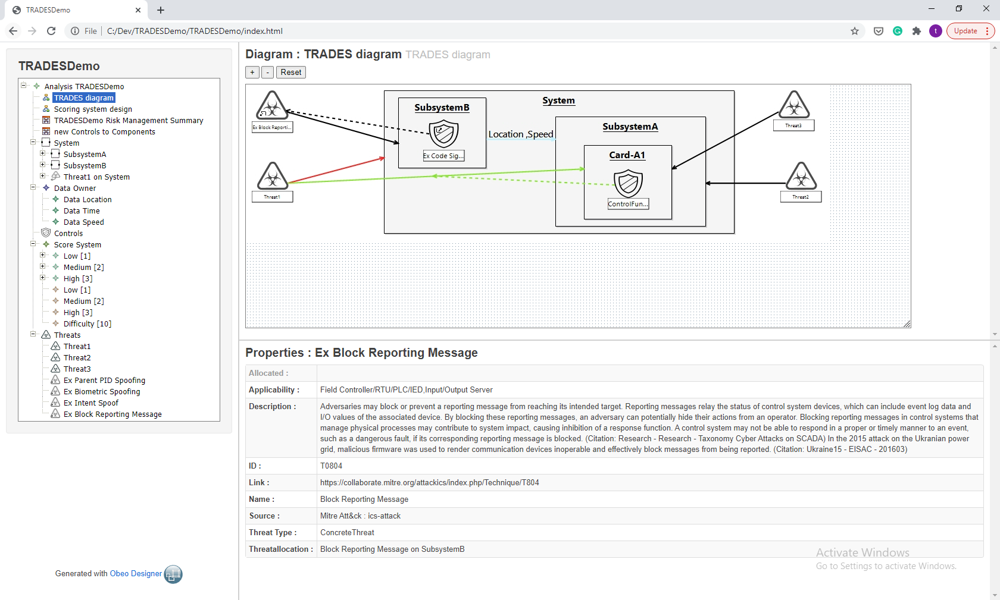 TRADESDemo
File
C:/Dev/TRADESDemo/TRADESDemo/index.html
t
Update
TRADESDemo
Analysis TRADESDemo
TRADES diagram
Scoring system design
TRADESDemo Risk Management Summary
new Controls to Components
System
SubsystemA
SubsystemB
Threat1 on System
Data Owner
Data Location
Data Time
Data Speed
Controls
Score System
Low [1]
Medium [2]
High [3]
Low [1]
Medium [2]
High [3]
Difficulty [10]
Threats
Threat1
Threat2
Threat3
Ex Parent PID Spoofing
Ex Biometric Spoofing
Ex Intent Spoof
Ex Block Reporting Message
Generated with Obeo Designer
Diagram : TRADES diagram TRADES diagram
+ - Reset
Ex Block Reporti...
Threat1
System
SubsystemB
Ex Code Sig...
Location ,Speed
SubsystemA
Card-A1
ControlFun...
Threat3
Threat2
Properties : Ex Block Reporting Message
Allocated :
Applicability : Field Controller/RTU/PLC/IED,Input/Output Server
Description : Adversaries may block or prevent a reporting message from reaching its intended target. Reporting messages relay the status of control system devices, which can include event log data and
I/O values of the associated device. By blocking these reporting messages, an adversary can potentially hide their actions from an operator. Blocking reporting messages in control systems that
manage physical processes may contribute to system impact, causing inhibition of a response function. A control system may not be able to respond in a proper or timely manner to an event,
such as a dangerous fault, if its corresponding reporting message is blocked. (Citation: Research - Research - Taxonomy Cyber Attacks on SCADA) In the 2015 attack on the Ukranian power
grid, malicious firmware was used to render communication devices inoperable and effectively block messages from being reported. (Citation: Ukraine15 - EISAC - 201603)
ID : T0804
Link : https://collaborate.mitre.org/attackics/index.php/Technique/T804
Name : Block Reporting Message
Source : Mitre Att&ck : ics-attack
Threat Type : ConcreteThreat
Threatallocation : Block Reporting Message on SubsystemB
Activate Windows
Go to Settings to activate Windows.